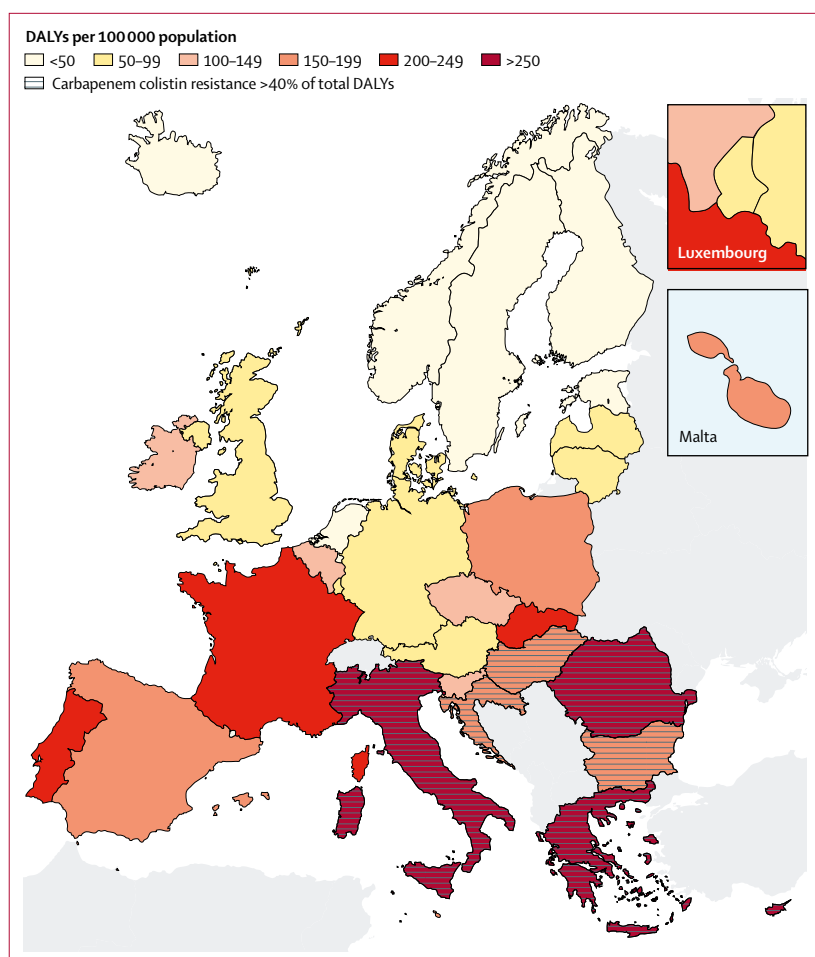 DALYs per 100 000 population
<50 50–99 100–149 150–199 200–249 >250
Carbapenem colistin resistance >40% of total DALYs
Luxembourg
Malta